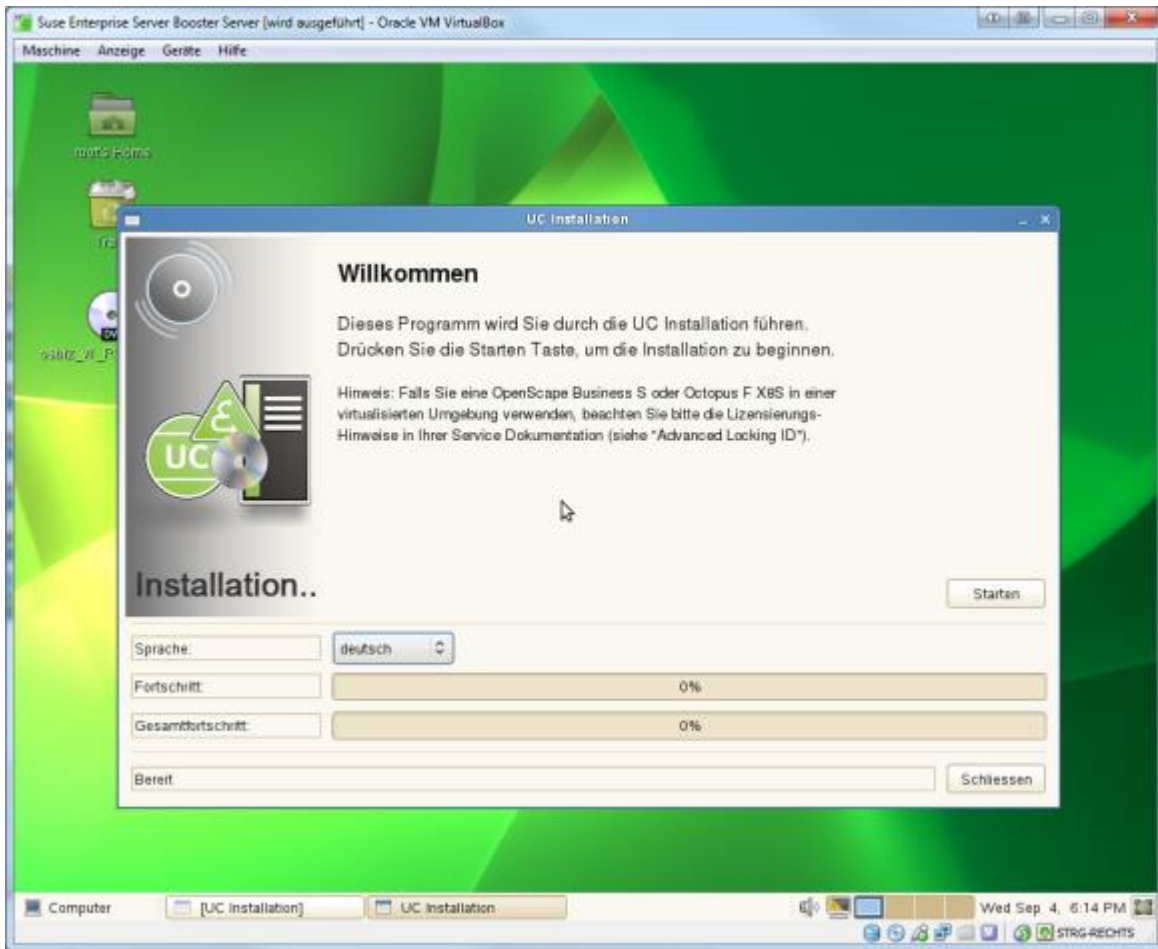 Suse Enterprise Server Booster Server [wird ausgeführt] - Oracle VM VirtualBox
Maschine Anzeige Geräte Hilfe
root's Home
UC Installation
Willkommen
Dieses Programm wird Sie durch die UC Installation führen.
Drücken Sie die Starten Taste, um die Installation zu beginnen.
Hinweis: Falls Sie eine OpenScape Business S oder Octopus F X8S in einer
virtualisierten Umgebung verwenden, beachten Sie bitte die Lizensierungs-
Hinweise in Ihrer Service Dokumentation (siehe "Advanced Locking ID").
UC
Installation..
Starten
Sprache:
deutsch
Fortschritt:
0%
Gesamtfortschritt:
0%
Bereit
Schliessen
Computer
[UC Installation]
UC Installation
Wed Sep 4, 6:14 PM
STRG-RECHTS